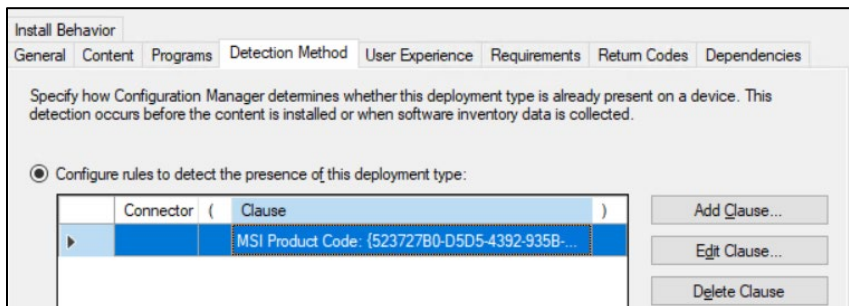 Install Behavior
General Content Programs Detection Method User Experience Requirements Return Codes Dependencies
Specify how Configuration Manager determines whether this deployment type is already present on a device. This
detection occurs before the content is installed or when software inventory data is collected.
Configure rules to detect the presence of this deployment type:
Connector ( Clause ) Add Clause...
MSI Product Code: {523727B0-D5D5-4392-935B-...
Edit Clause...
Delete Clause